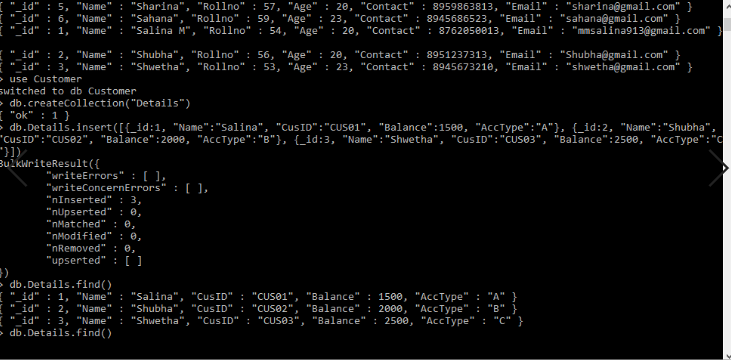 { "_id" : 5, "Name" : "Sharina", "Rollno" : 57, "Age" : 20, "Contact" : 8959863813, "Email" : "sharina@gmail.com" }
{ "_id" : 6, "Name" : "Sahana", "Rollno" : 59, "Age" : 23, "Contact" : 8945686523, "Email" : "sahana@gmail.com" }
{ "_id" : 1, "Name" : "Salina M", "Rollno" : 54, "Age" : 20, "Contact" : 8762050013, "Email" : "mmsalina913@gmail.com" }
{ "_id" : 2, "Name" : "Shubha", "Rollno" : 56, "Age" : 20, "Contact" : 8951237313, "Email" : "Shubha@gmail.com" }
{ "_id" : 3, "Name" : "Shwetha", "Rollno" : 53, "Age" : 23, "Contact" : 8945673210, "Email" : "shwetha@gmail.com" }
> use Customer
switched to db Customer
> db.createCollection("Details")
{ "ok" : 1 }
> db.Details.insert([{_id:1, "Name":"Salina", "CusID":"CUS01", "Balance":1500, "AccType":"A"}, {_id:2, "Name":"Shubha",
"CusID":"CUS02", "Balance":2000, "AccType":"B"}, {_id:3, "Name":"Shwetha", "CusID":"CUS03", "Balance":2500, "AccType":"C
"}])
BulkWriteResult({
"writeErrors" : [ ],
"writeConcernErrors" : [ ],
"nInserted" : 3,
"nUpserted" : 0,
"nMatched" : 0,
"nModified" : 0,
"nRemoved" : 0,
"upserted" : [ ]
})
> db.Details.find()
{ "_id" : 1, "Name" : "Salina", "CusID" : "CUS01", "Balance" : 1500, "AccType" : "A" }
{ "_id" : 2, "Name" : "Shubha", "CusID" : "CUS02", "Balance" : 2000, "AccType" : "B" }
{ "_id" : 3, "Name" : "Shwetha", "CusID" : "CUS03", "Balance" : 2500, "AccType" : "C" }
> db.Details.find()